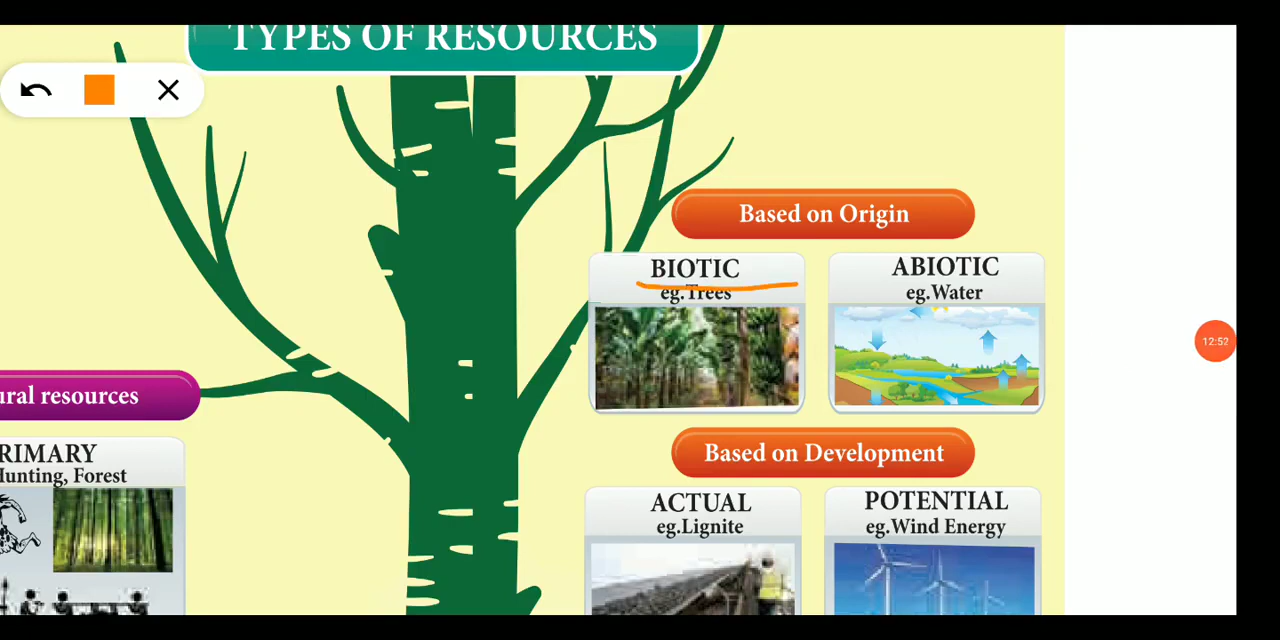 TYPES OF RESOURCES
Based on Origin
BIOTIC
eg.Trees
ABIOTIC
eg.Water
12:52
ural resources
Based on Development
RIMARY
Hunting, Forest
ACTUAL
eg.Lignite
POTENTIAL
eg.Wind Energy